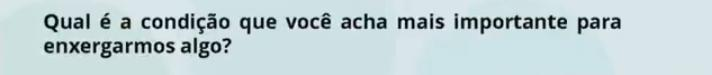 Qual é a condição que você acha mais importante para
enxergarmos algo?